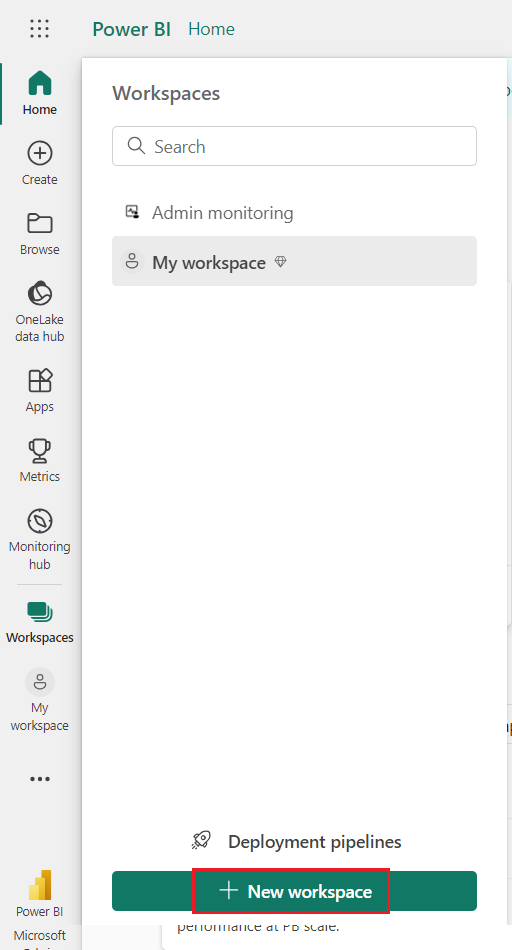 Power BI Home
Home
Create
Browse
OneLake
data hub
Apps
Metrics
Monitoring
hub
Workspaces
My
workspace
Power BI
Microsoft
Workspaces
Search
Admin monitoring
My workspace
Deployment pipelines
New workspace
performance at PB scale.